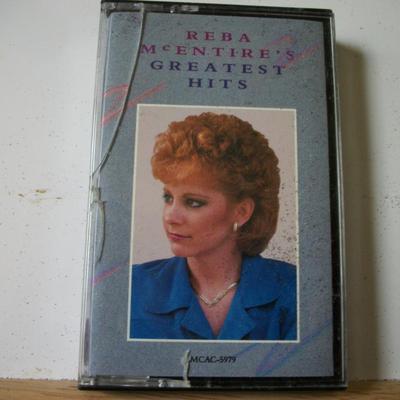 REBA
McENTIRE'S
GREATEST
HITS
MCAC-5979